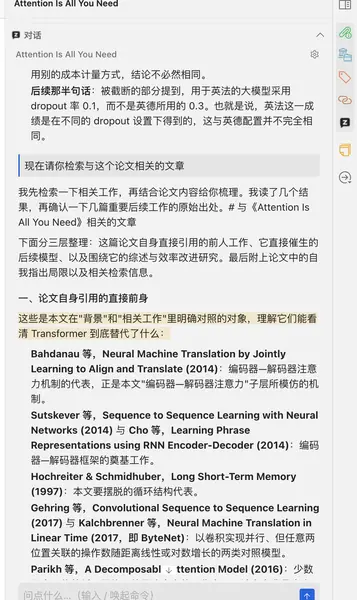 Attention Is All You Need
对话
Attention Is All You Need
用别的成本计量方式，结论不必然相同。
后续那半句话：被截断的部分提到，用于英法的大模型采用
dropout 率 0.1，而不是英德所用的 0.3。也就是说，英法这一成
绩是在不同的 dropout 设置下得到的，这与英德配置并不完全相
同。
现在请你检索与这个论文相关的文章
我先检索一下相关工作，再结合论文内容给你梳理。我读了几个结
果，再确认一下几篇重要后续工作的原始出处。# 与《Attention Is
All You Need》相关的文章
下面分三层整理：这篇论文自身直接引用的前人工作、它直接催生的
后续模型、以及围绕它的综述与效率改进研究。最后附上论文中的自
我指出局限以及相关检索信息。
一、论文自身引用的直接前身
这些是本文在"背景"和"相关工作"里明确对照的对象，理解它们能看
清 Transformer 到底替代了什么：
Bahdanau 等，Neural Machine Translation by Jointly
Learning to Align and Translate (2014)：编码器—解码器注意
力机制的代表，正是本文"编码器—解码器注意力"子层所模仿的机
制。
Sutskever 等，Sequence to Sequence Learning with Neural
Networks (2014) 与 Cho 等，Learning Phrase
Representations using RNN Encoder-Decoder (2014)：编码
器—解码器框架的奠基工作。
Hochreiter & Schmidhuber，Long Short-Term Memory
(1997)：本文要摆脱的循环结构代表。
Gehring 等，Convolutional Sequence to Sequence Learning
(2017) 与 Kalchbrenner 等，Neural Machine Translation in
Linear Time (2017，即 ByteNet)：以卷积实现并行、但任意两
位置关联的操作数随距离线性或对数增长的两类对照模型。
Parikh 等，A Decomposabl ttention Model (2016)：少数
问点什么...（输入 / 唤起命令）